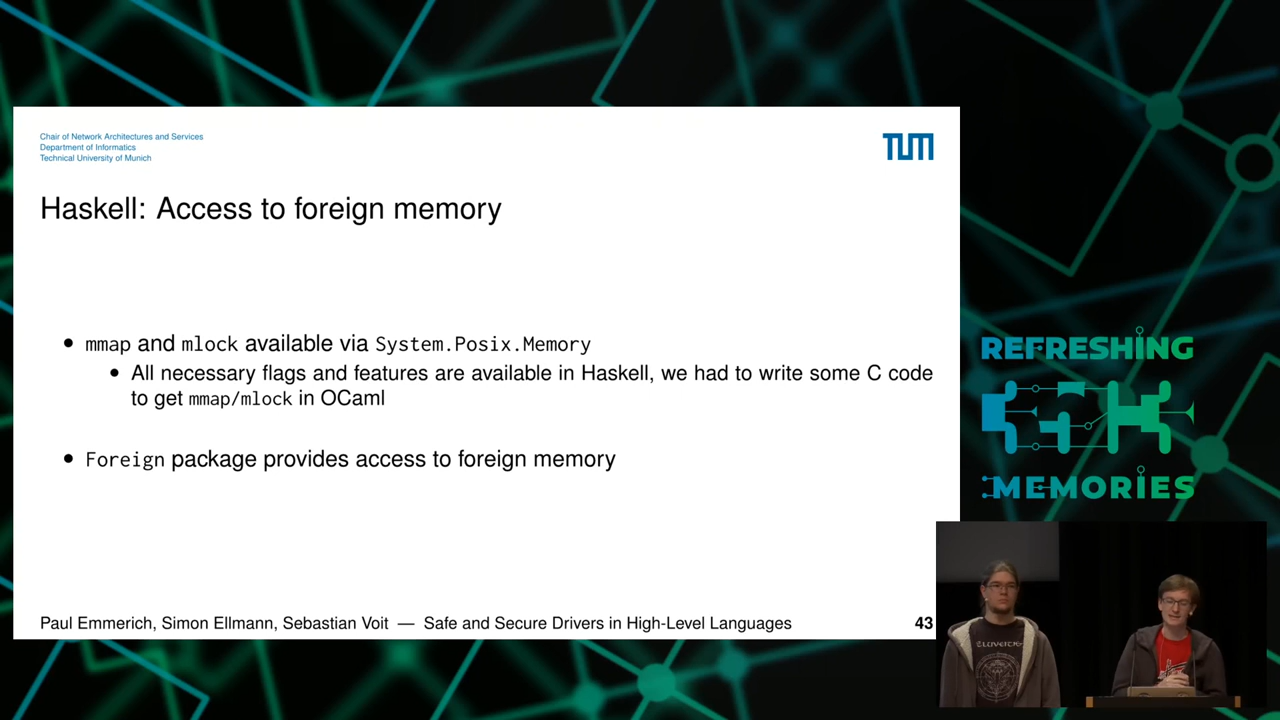 Chair of Network Architectures and Services
Department of Informatics
Technical University of Munich
TUM
Haskell: Access to foreign memory
• mmap and mlock available via System.Posix.Memory
• All necessary flags and features are available in Haskell, we had to write some C code
to get mmap/mlock in OCaml
• Foreign package provides access to foreign memory
Paul Emmerich, Simon Ellmann, Sebastian Voit — Safe and Secure Drivers in High-Level Languages
43
REFRESHING
35C3
MEMORIES
ELUVEITIE